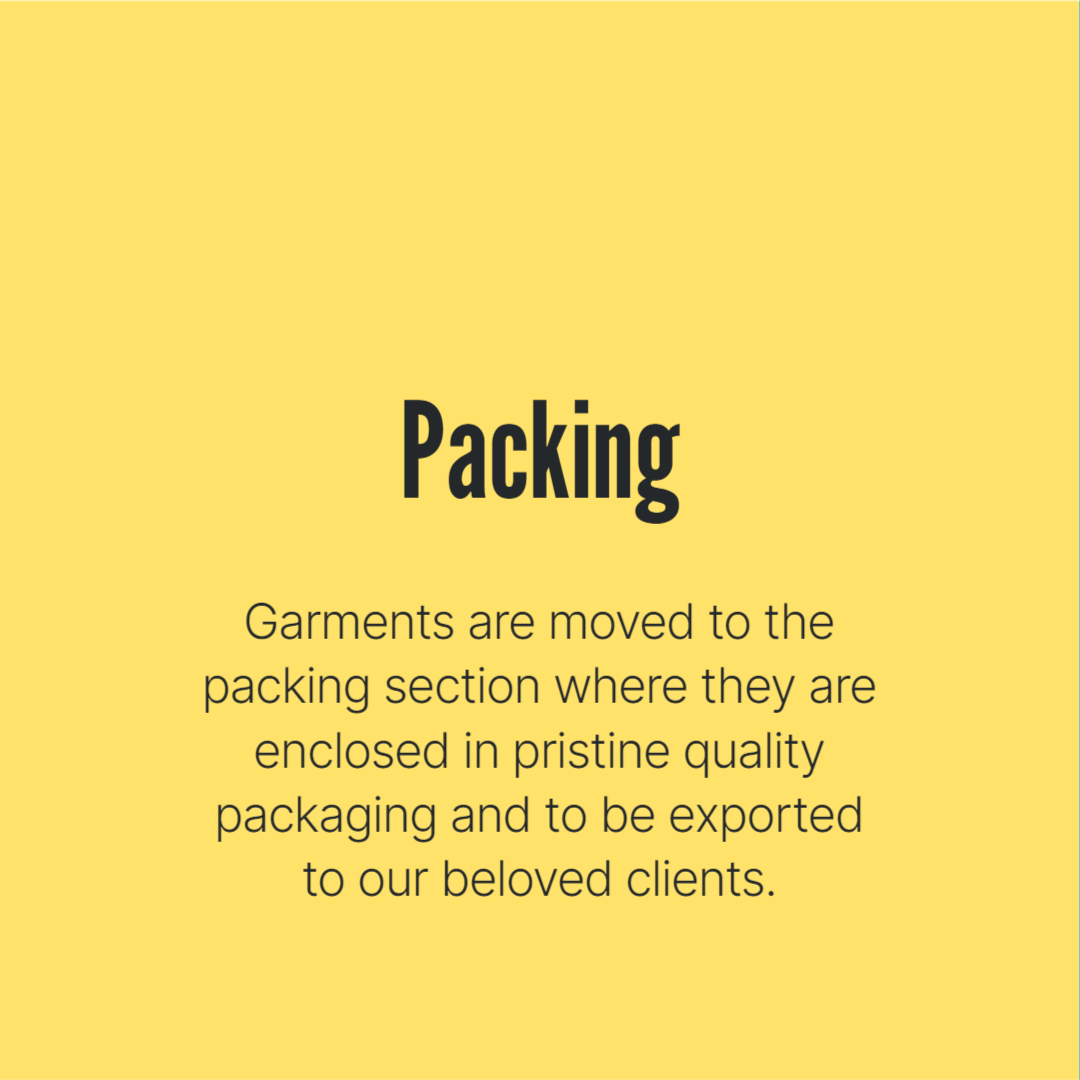 Packing
Garments are moved to the
packing section where they are
enclosed in pristine quality
packaging and to be exported
to our beloved clients.